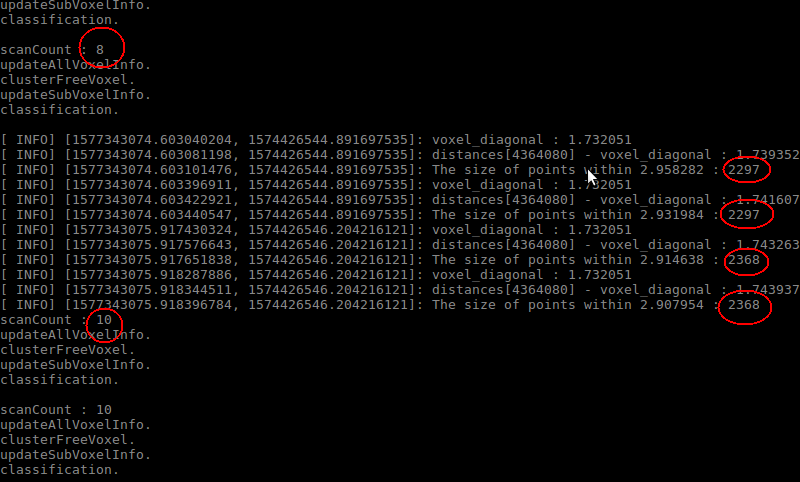 updateSubVoxelInfo.
classification.
scanCount : 8
updateAllVoxelInfo.
clusterFreeVoxel.
updateSubVoxelInfo.
classification.
[ INFO] [1577343074.603040204, 1574426544.891697535]: voxel_diagonal : 1.732051
[ INFO] [1577343074.603081198, 1574426544.891697535]: distances[4364080] - voxel_diagonal : 1.739352
[ INFO] [1577343074.603101476, 1574426544.891697535]: The size of points within 2.958282 : 2297
[ INFO] [1577343074.603396911, 1574426544.891697535]: voxel_diagonal : 1.732051
[ INFO] [1577343074.603422921, 1574426544.891697535]: distances[4364080] - voxel_diagonal : 1.741607
[ INFO] [1577343074.603440547, 1574426544.891697535]: The size of points within 2.931984 : 2297
[ INFO] [1577343075.917430324, 1574426546.204216121]: voxel_diagonal : 1.732051
[ INFO] [1577343075.917576643, 1574426546.204216121]: distances[4364080] - voxel_diagonal : 1.743263
[ INFO] [1577343075.917651838, 1574426546.204216121]: The size of points within 2.914638 : 2368
[ INFO] [1577343075.918287886, 1574426546.204216121]: voxel_diagonal : 1.732051
[ INFO] [1577343075.918344511, 1574426546.204216121]: distances[4364080] - voxel_diagonal : 1.743937
[ INFO] [1577343075.918396784, 1574426546.204216121]: The size of points within 2.907954 : 2368
scanCount : 10
updateAllVoxelInfo.
clusterFreeVoxel.
updateSubVoxelInfo.
classification.
scanCount : 10
updateAllVoxelInfo.
clusterFreeVoxel.
updateSubVoxelInfo.
classification.